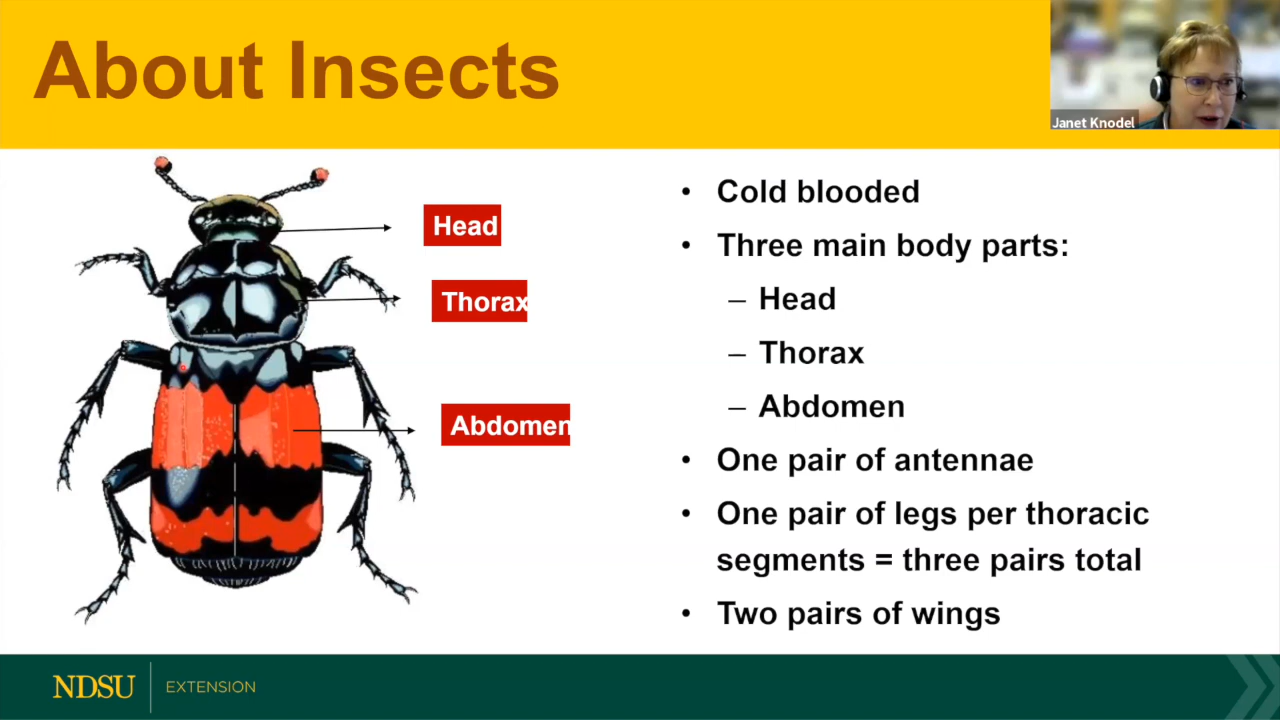 About Insects
Janet Knodel
Head
Thorax
Abdomen
• Cold blooded
• Three main body parts:
– Head
– Thorax
– Abdomen
• One pair of antennae
• One pair of legs per thoracic
segments = three pairs total
• Two pairs of wings
NDSU EXTENSION